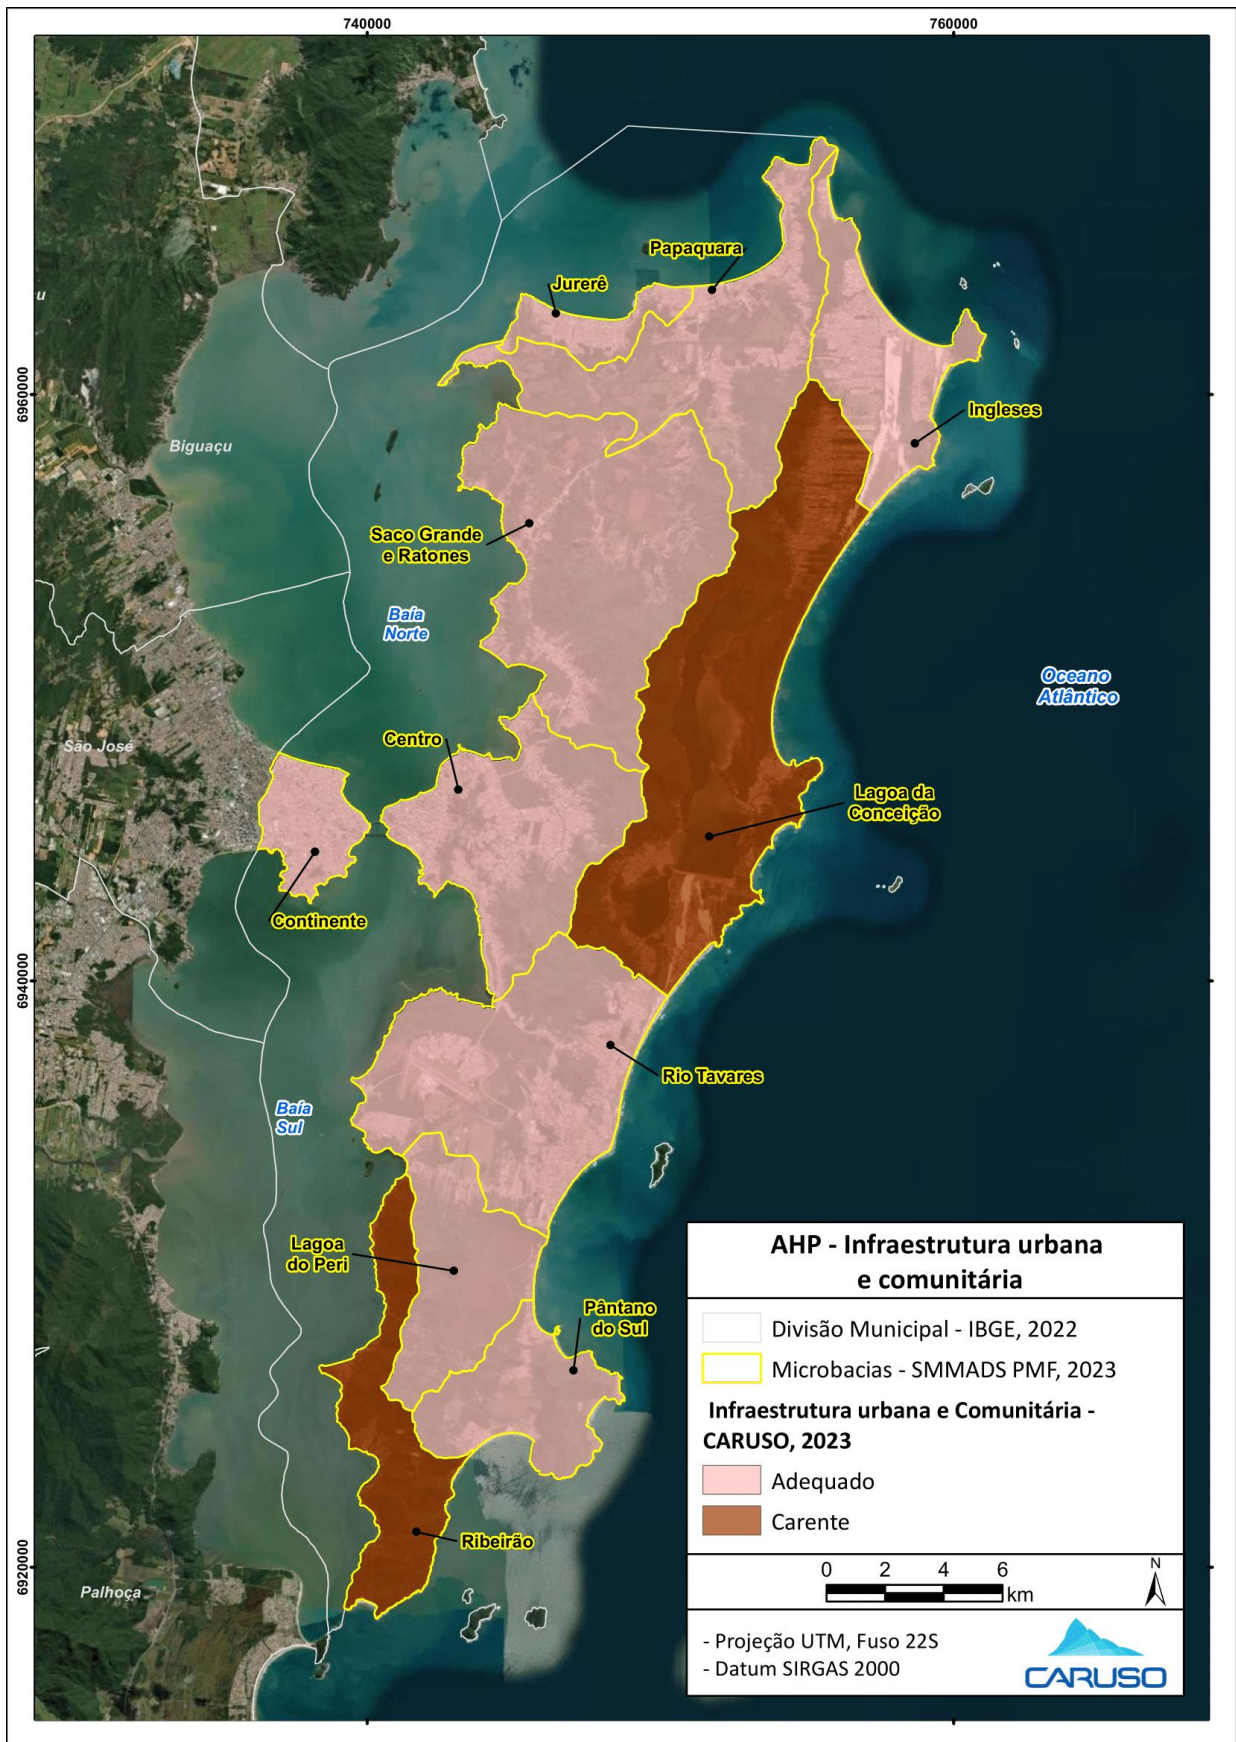 740000
760000
6960000
6940000
6920000
u
Papaquara
Jurerê
Ingleses
Biguaçu
Saco Grande
e Ratones
Baía
Norte
Oceano
Atlântico
São José
Centro
Lagoa da
Conceição
Continente
Rio Tavares
Baía
Sul
Lagoa
do Peri
Pântano
do Sul
Ribeirão
Palhoça
AHP - Infraestrutura urbana
e comunitária
Divisão Municipal - IBGE, 2022
Microbacias - SMMADS PMF, 2023
Infraestrutura urbana e Comunitária -
CARUSO, 2023
Adequado
Carente
0 2 4 6
km
N
- Projeção UTM, Fuso 22S
- Datum SIRGAS 2000
CARUSO